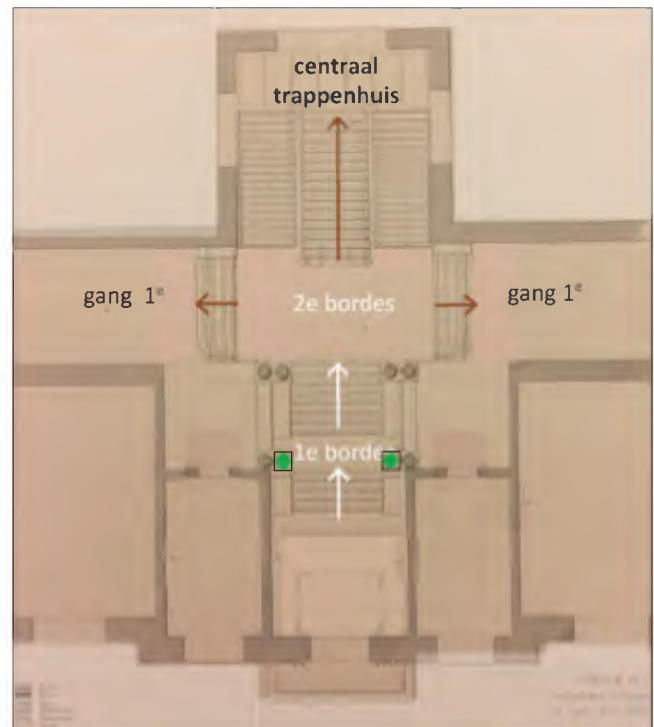 centraal
trappenhuis
gang 1e
2e bordes
gang 1e
1e bordes